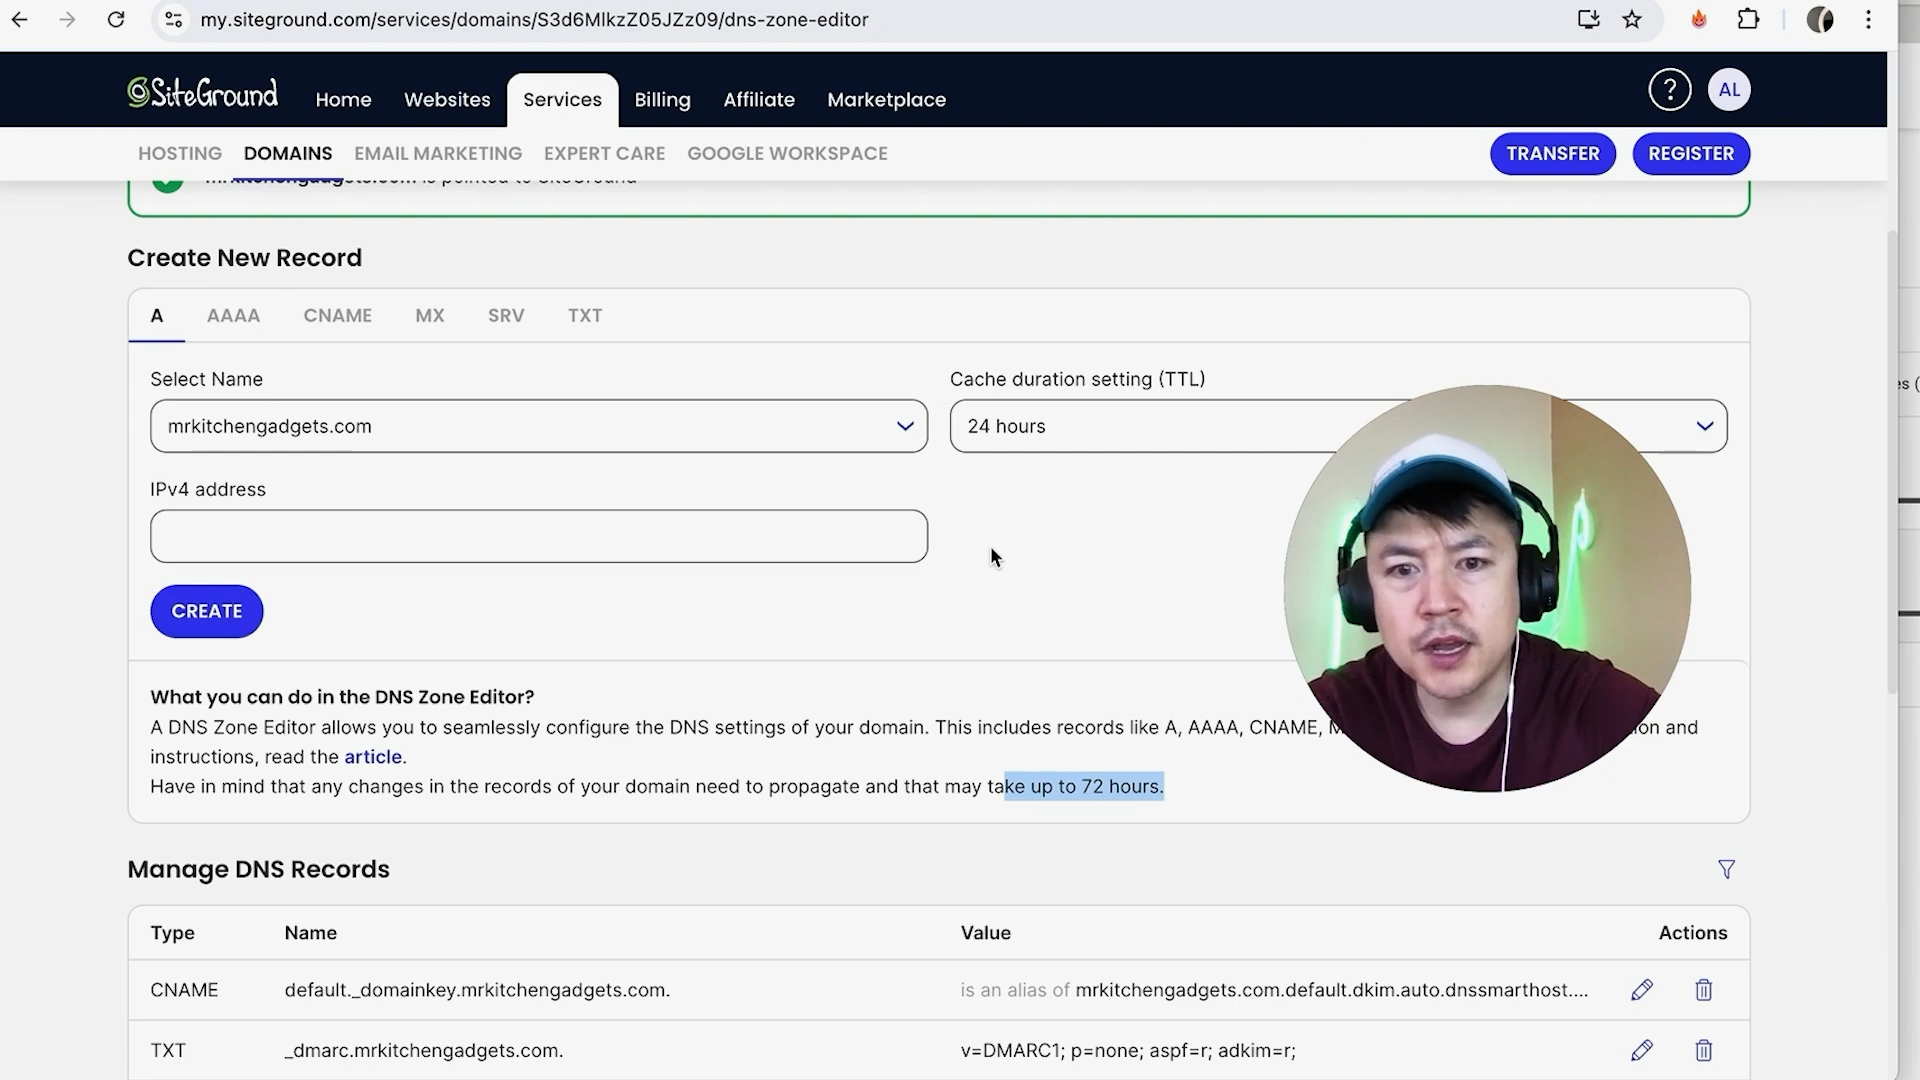 my.siteground.com/services/domains/S3d6MlkzZ05JZz09/dns-zone-editor
SiteGround Home Websites Services Billing Affiliate Marketplace ? AL
HOSTING DOMAINS EMAIL MARKETING EXPERT CARE GOOGLE WORKSPACE TRANSFER REGISTER
mrkitchengadgets.com is pointed to SiteGround
Create New Record
A AAAA CNAME MX SRV TXT
Select Name Cache duration setting (TTL)
mrkitchengadgets.com 24 hours
IPv4 address
CREATE
What you can do in the DNS Zone Editor?
A DNS Zone Editor allows you to seamlessly configure the DNS settings of your domain. This includes records like A, AAAA, CNAME, and
instructions, read the article.
Have in mind that any changes in the records of your domain need to propagate and that may take up to 72 hours.
Manage DNS Records
Type Name Value Actions
CNAME default._domainkey.mrkitchengadgets.com. is an alias of mrkitchengadgets.com.default.dkim.auto.dnssmarthost....
TXT _dmarc.mrkitchengadgets.com. v=DMARC1; p=none; aspf=r; adkim=r;